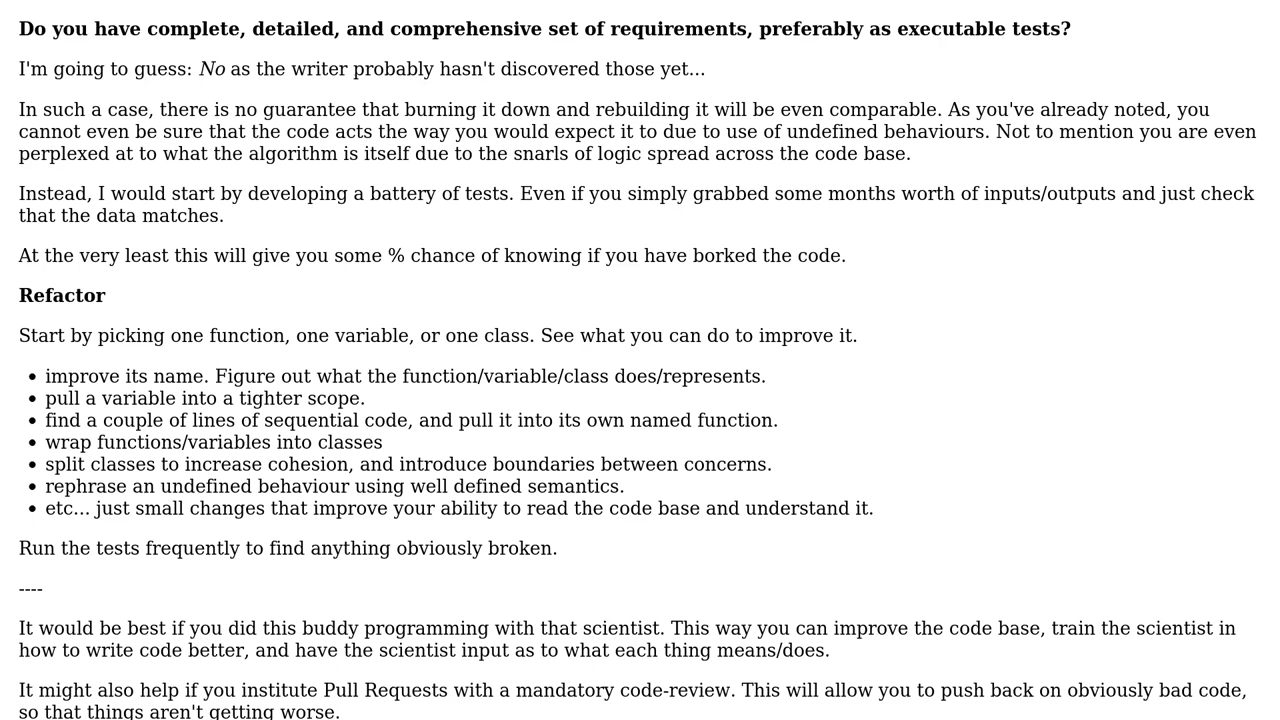 Do you have complete, detailed, and comprehensive set of requirements, preferably as executable tests?
I'm going to guess: No as the writer probably hasn't discovered those yet...
In such a case, there is no guarantee that burning it down and rebuilding it will be even comparable. As you've already noted, you
cannot even be sure that the code acts the way you would expect it to due to use of undefined behaviours. Not to mention you are even
perplexed at to what the algorithm is itself due to the snarls of logic spread across the code base.
Instead, I would start by developing a battery of tests. Even if you simply grabbed some months worth of inputs/outputs and just check
that the data matches.
At the very least this will give you some % chance of knowing if you have borked the code.
Refactor
Start by picking one function, one variable, or one class. See what you can do to improve it.
• improve its name. Figure out what the function/variable/class does/represents.
• pull a variable into a tighter scope.
• find a couple of lines of sequential code, and pull it into its own named function.
• wrap functions/variables into classes
• split classes to increase cohesion, and introduce boundaries between concerns.
• rephrase an undefined behaviour using well defined semantics.
• etc... just small changes that improve your ability to read the code base and understand it.
Run the tests frequently to find anything obviously broken.
----
It would be best if you did this buddy programming with that scientist. This way you can improve the code base, train the scientist in
how to write code better, and have the scientist input as to what each thing means/does.
It might also help if you institute Pull Requests with a mandatory code-review. This will allow you to push back on obviously bad code,
so that things aren't getting worse.